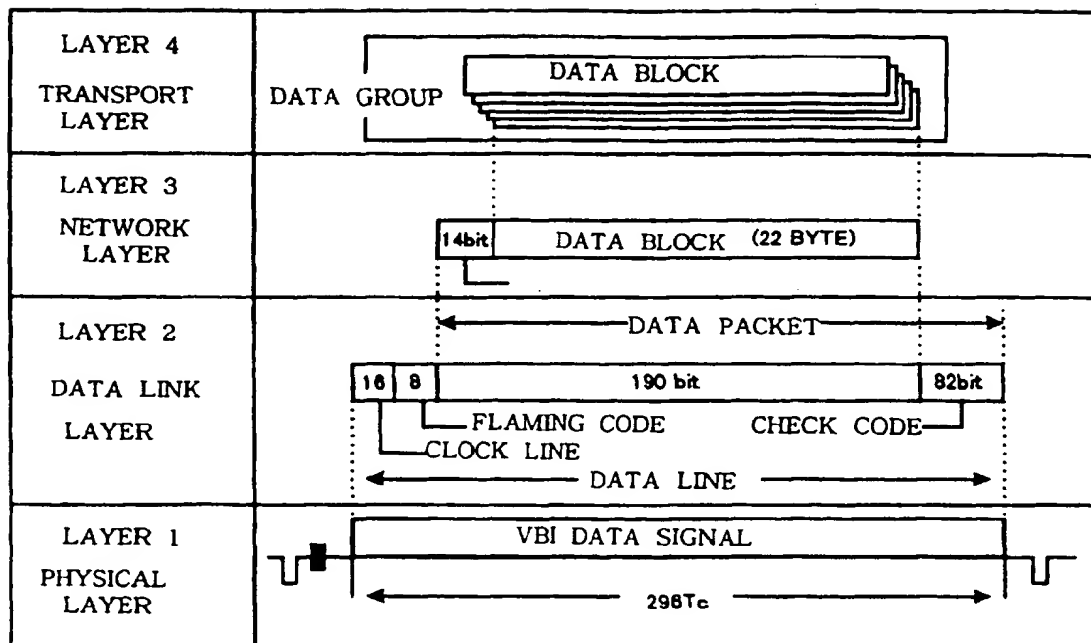 LAYER 4
TRANSPORT
LAYER
DATA GROUP
DATA BLOCK
LAYER 3
NETWORK
LAYER
14bit
DATA BLOCK (22 BYTE)
LAYER 2
DATA LINK
LAYER
DATA PACKET
16 8 190 bit 82bit
FLAMING CODE CHECK CODE
CLOCK LINE
DATA LINE
LAYER 1
PHYSICAL
LAYER
VBI DATA SIGNAL
296Tc